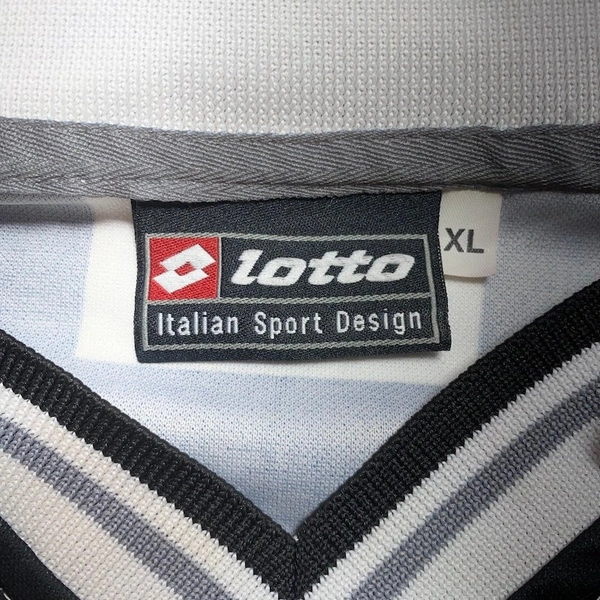 lotto
XL
Italian Sport Design